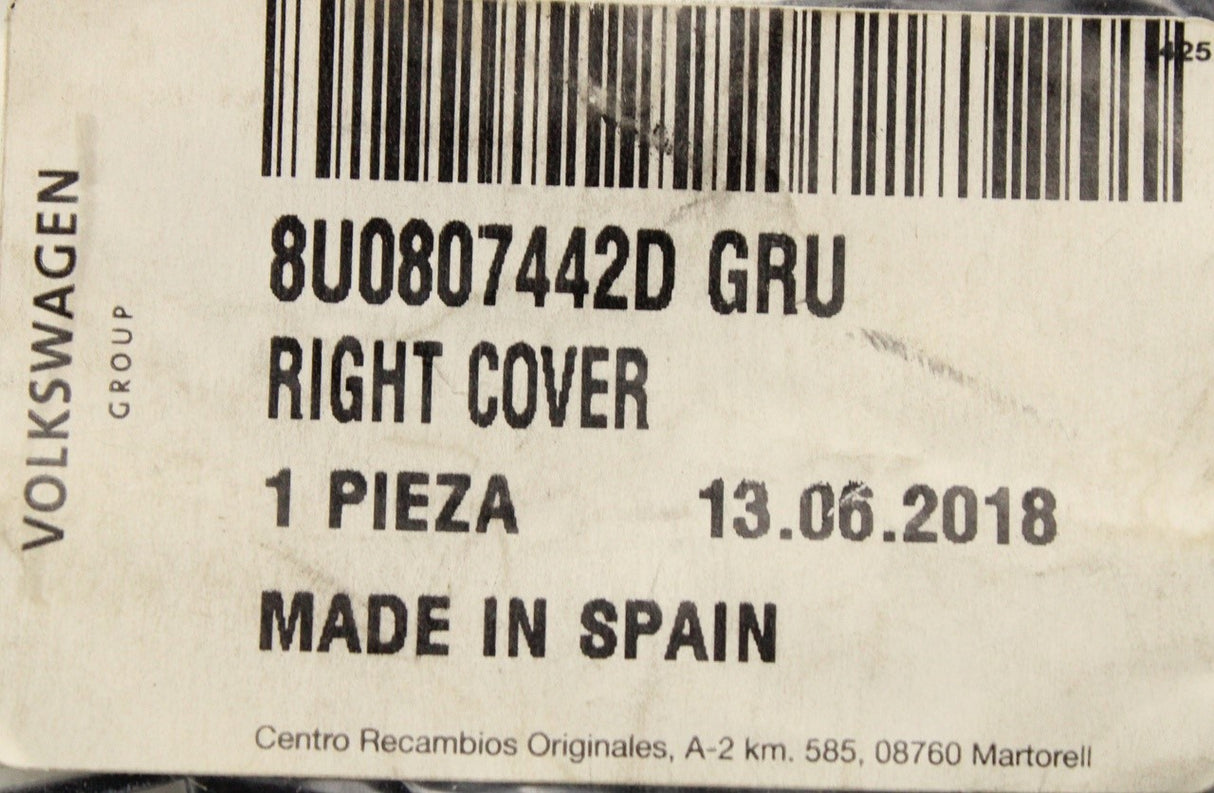 425
8U0807442D GRU
RIGHT COVER
1 PIEZA 13.06.2018
MADE IN SPAIN
Centro Recambios Originales, A-2 km. 585, 08760 Martorell
VOLKSWAGEN
GROUP